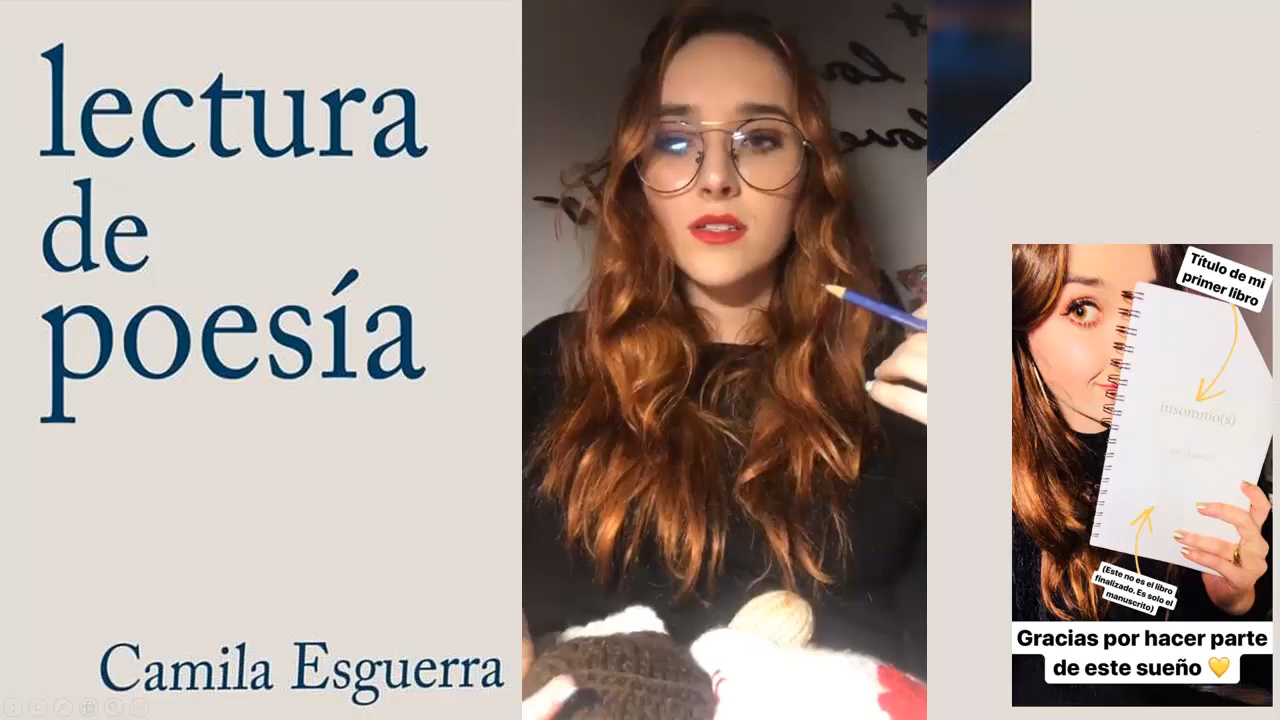 lectura
de
poesía
Camila Esguerra
love
Título de mi
primer libro
insomnio(s)
(Este no es el libro
finalizado. Es solo el
manuscrito)
Gracias por hacer parte
de este sueño 💛